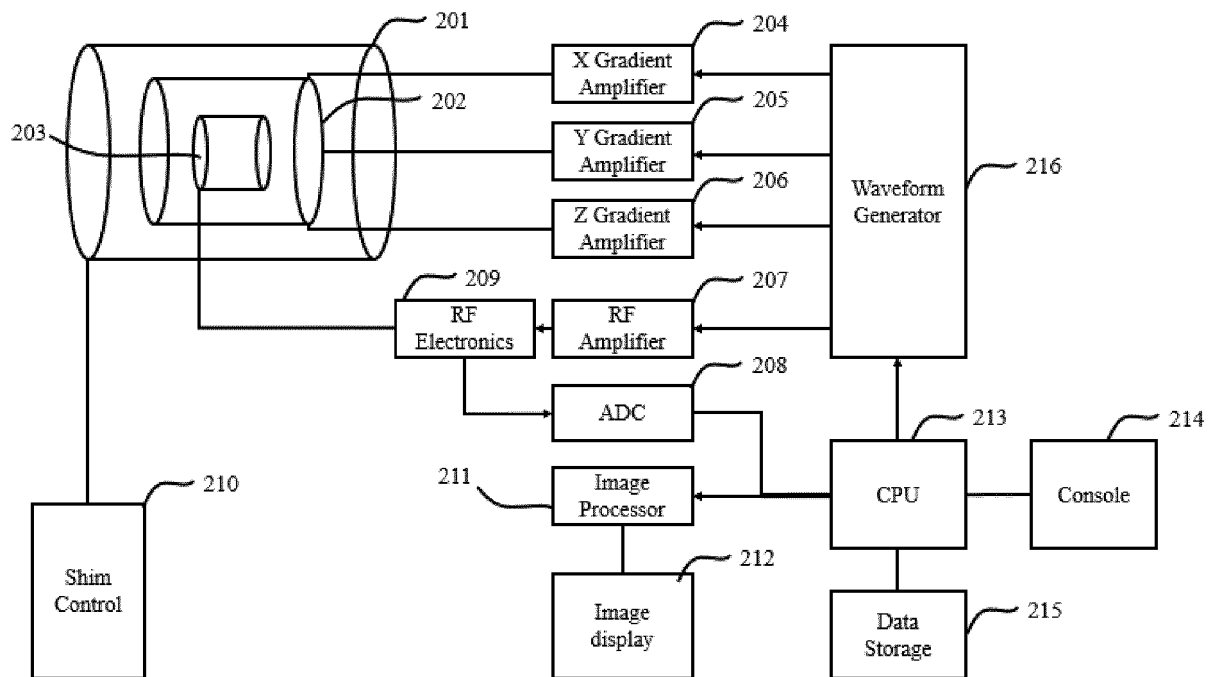 201
204
X Gradient
Amplifier
202
205
203
Y Gradient
Amplifier
216
Waveform
Generator
206
Z Gradient
Amplifier
209
RF
Electronics
207
RF
Amplifier
208
ADC
213
CPU
214
Console
210
Shim
Control
211
Image
Processor
212
Image
display
215
Data
Storage